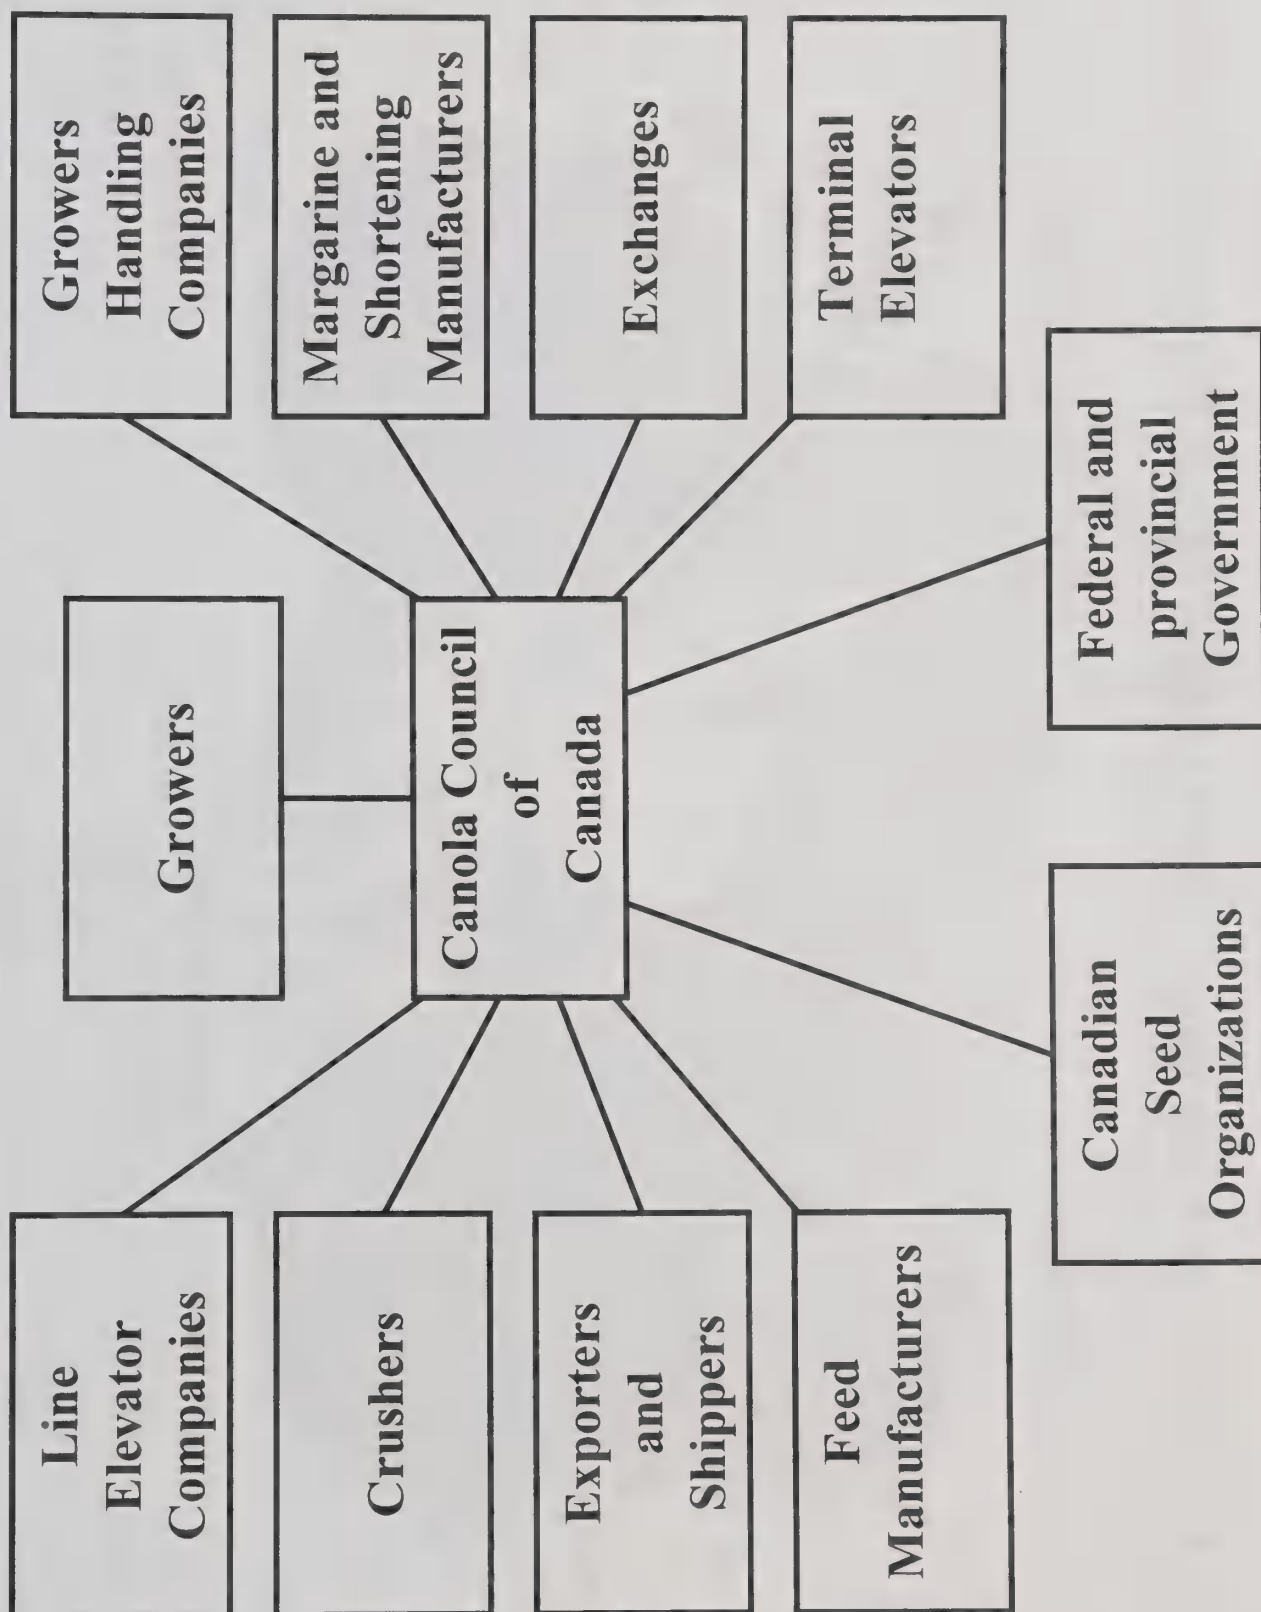 Line
Elevator
Companies
Growers
Growers
Handling
Companies
Crushers
Margarine and
Shortening
Manufacturers
Canola Council
of
Canada
Exporters
and
Shippers
Exchanges
Feed
Manufacturers
Terminal
Elevators
Canadian
Seed
Organizations
Federal and
provincial
Government